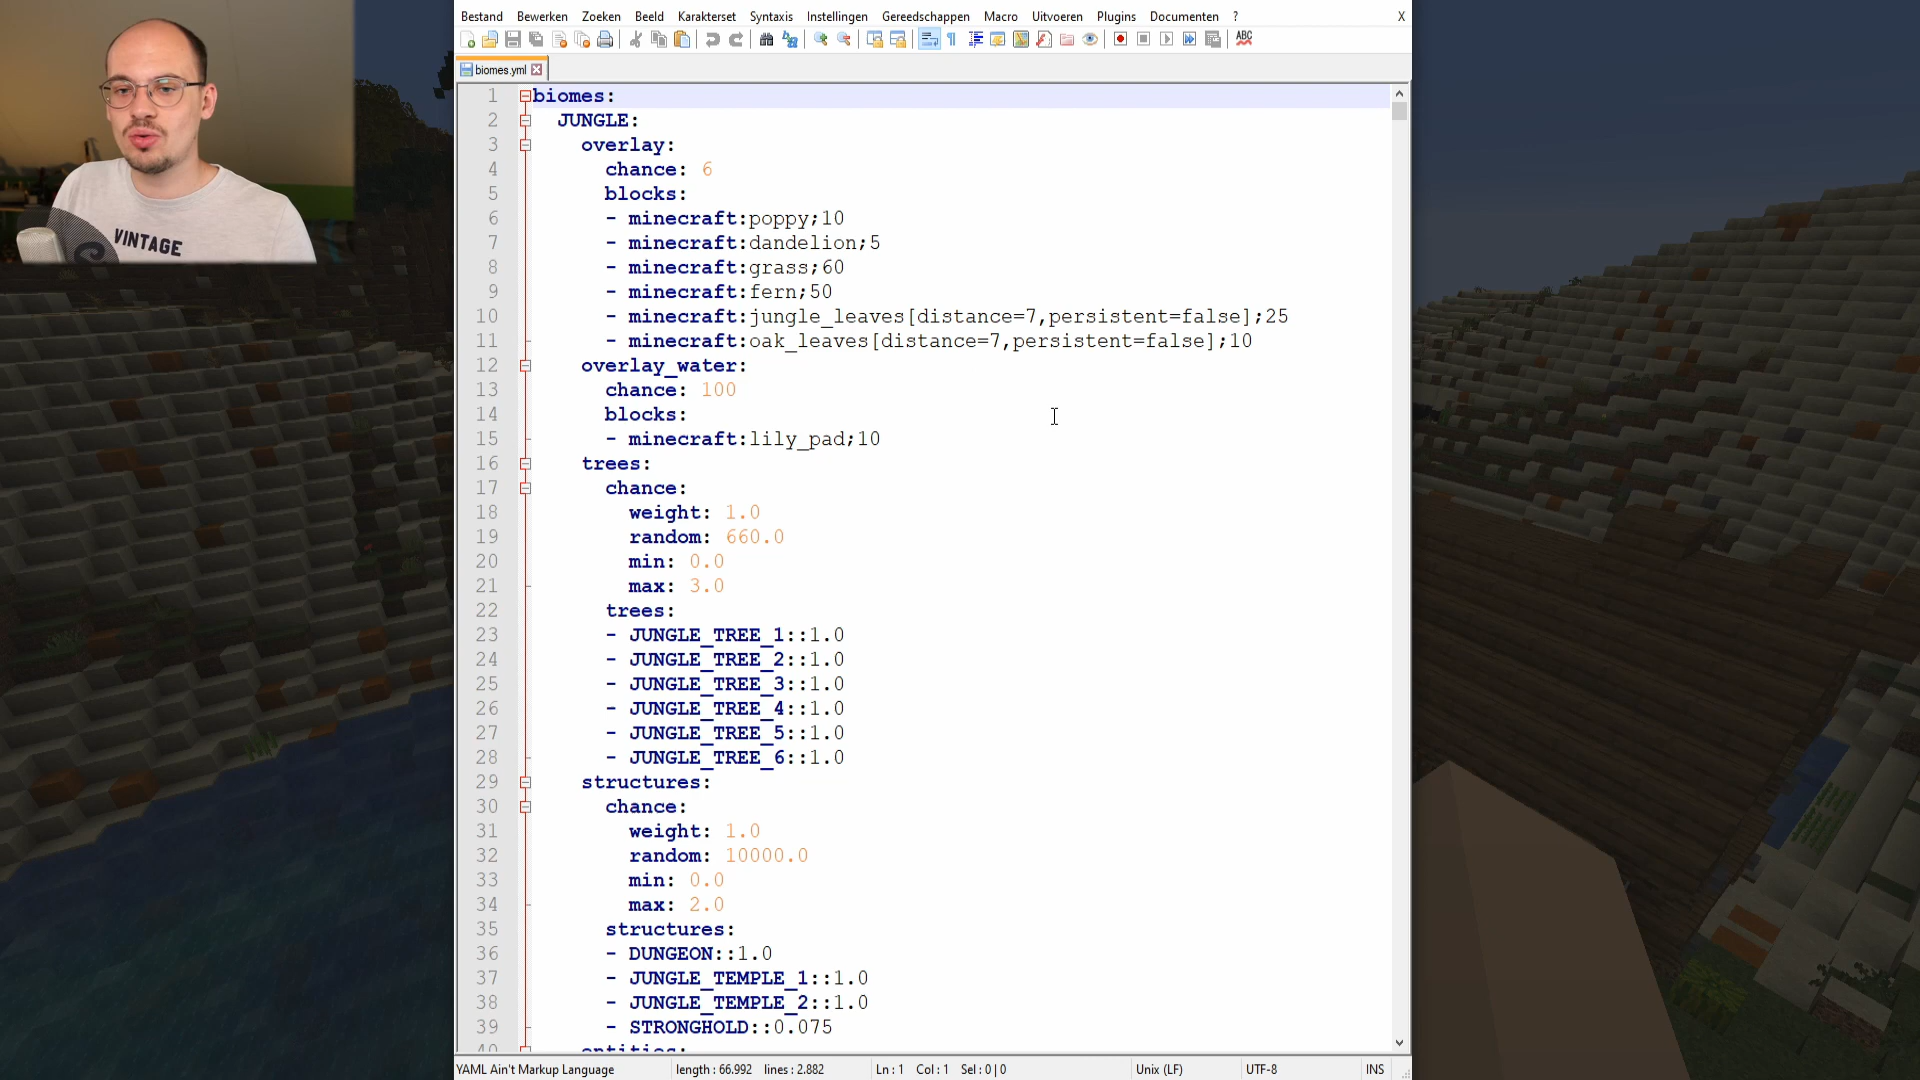 Bestand Bewerken Zoeken Beeld Karakterset Syntaxis Instellingen Gereedschappen Macro Uitvoeren Plugins Documenten ? X
ABC
biomes.yml
1 biomes:
2 JUNGLE:
3 overlay:
4 chance: 6
5 blocks:
6 - minecraft:poppy;10
7 - minecraft:dandelion;5
8 - minecraft:grass;60
9 - minecraft:fern;50
10 - minecraft:jungle_leaves[distance=7,persistent=false];25
11 - minecraft:oak_leaves[distance=7,persistent=false];10
12 overlay_water:
13 chance: 100
14 blocks:
15 - minecraft:lily_pad;10
16 trees:
17 chance:
18 weight: 1.0
19 random: 660.0
20 min: 0.0
21 max: 3.0
22 trees:
23 - JUNGLE_TREE_1::1.0
24 - JUNGLE_TREE_2::1.0
25 - JUNGLE_TREE_3::1.0
26 - JUNGLE_TREE_4::1.0
27 - JUNGLE_TREE_5::1.0
28 - JUNGLE_TREE_6::1.0
29 structures:
30 chance:
31 weight: 1.0
32 random: 10000.0
33 min: 0.0
34 max: 2.0
35 structures:
36 - DUNGEON::1.0
37 - JUNGLE_TEMPLE_1::1.0
38 - JUNGLE_TEMPLE_2::1.0
39 - STRONGHOLD::0.075
40 entities:
YAML Ain't Markup Language length : 66.992 lines : 2.882 Ln : 1 Col : 1 Sel : 0 | 0 Unix (LF) UTF-8 INS
VINTAGE